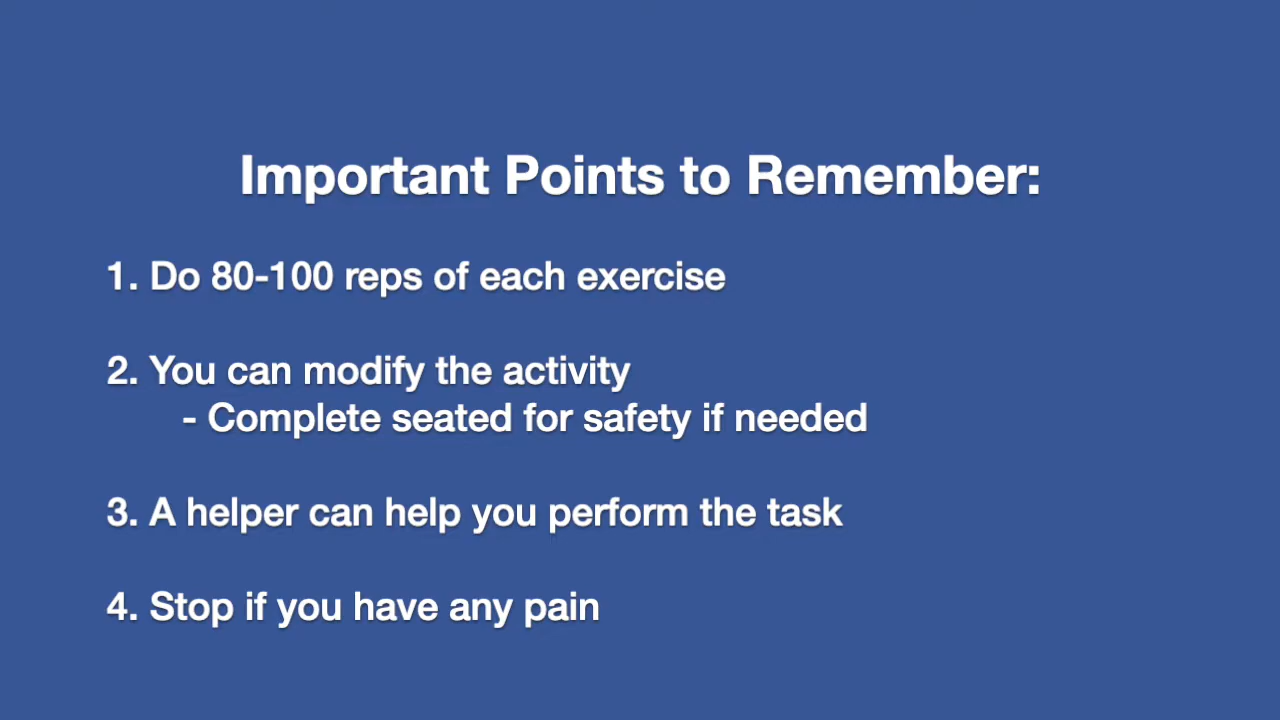 Important Points to Remember:
1. Do 80-100 reps of each exercise
2. You can modify the activity
- Complete seated for safety if needed
3. A helper can help you perform the task
4. Stop if you have any pain